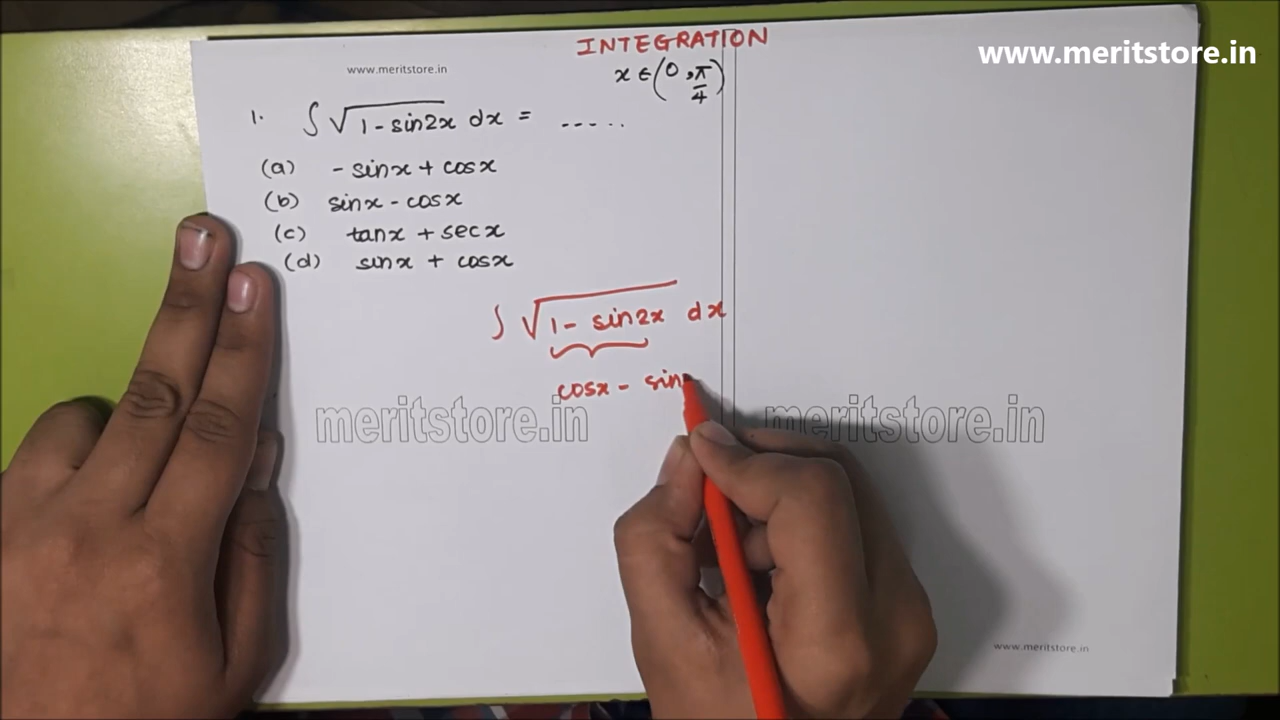 www.meritstore.in
INTEGRATION
www.meritstore.in
x ∈ (0, π/4)
1. ∫ √1 - sin2x dx = -----..
(a) - sinx + cosx
(b) sinx - cosx
(c) tanx + secx
(d) sinx + cosx
∫ √1 - sin2x dx
cosx - sin
meritstore.in meritstore.in
www.meritstore.in